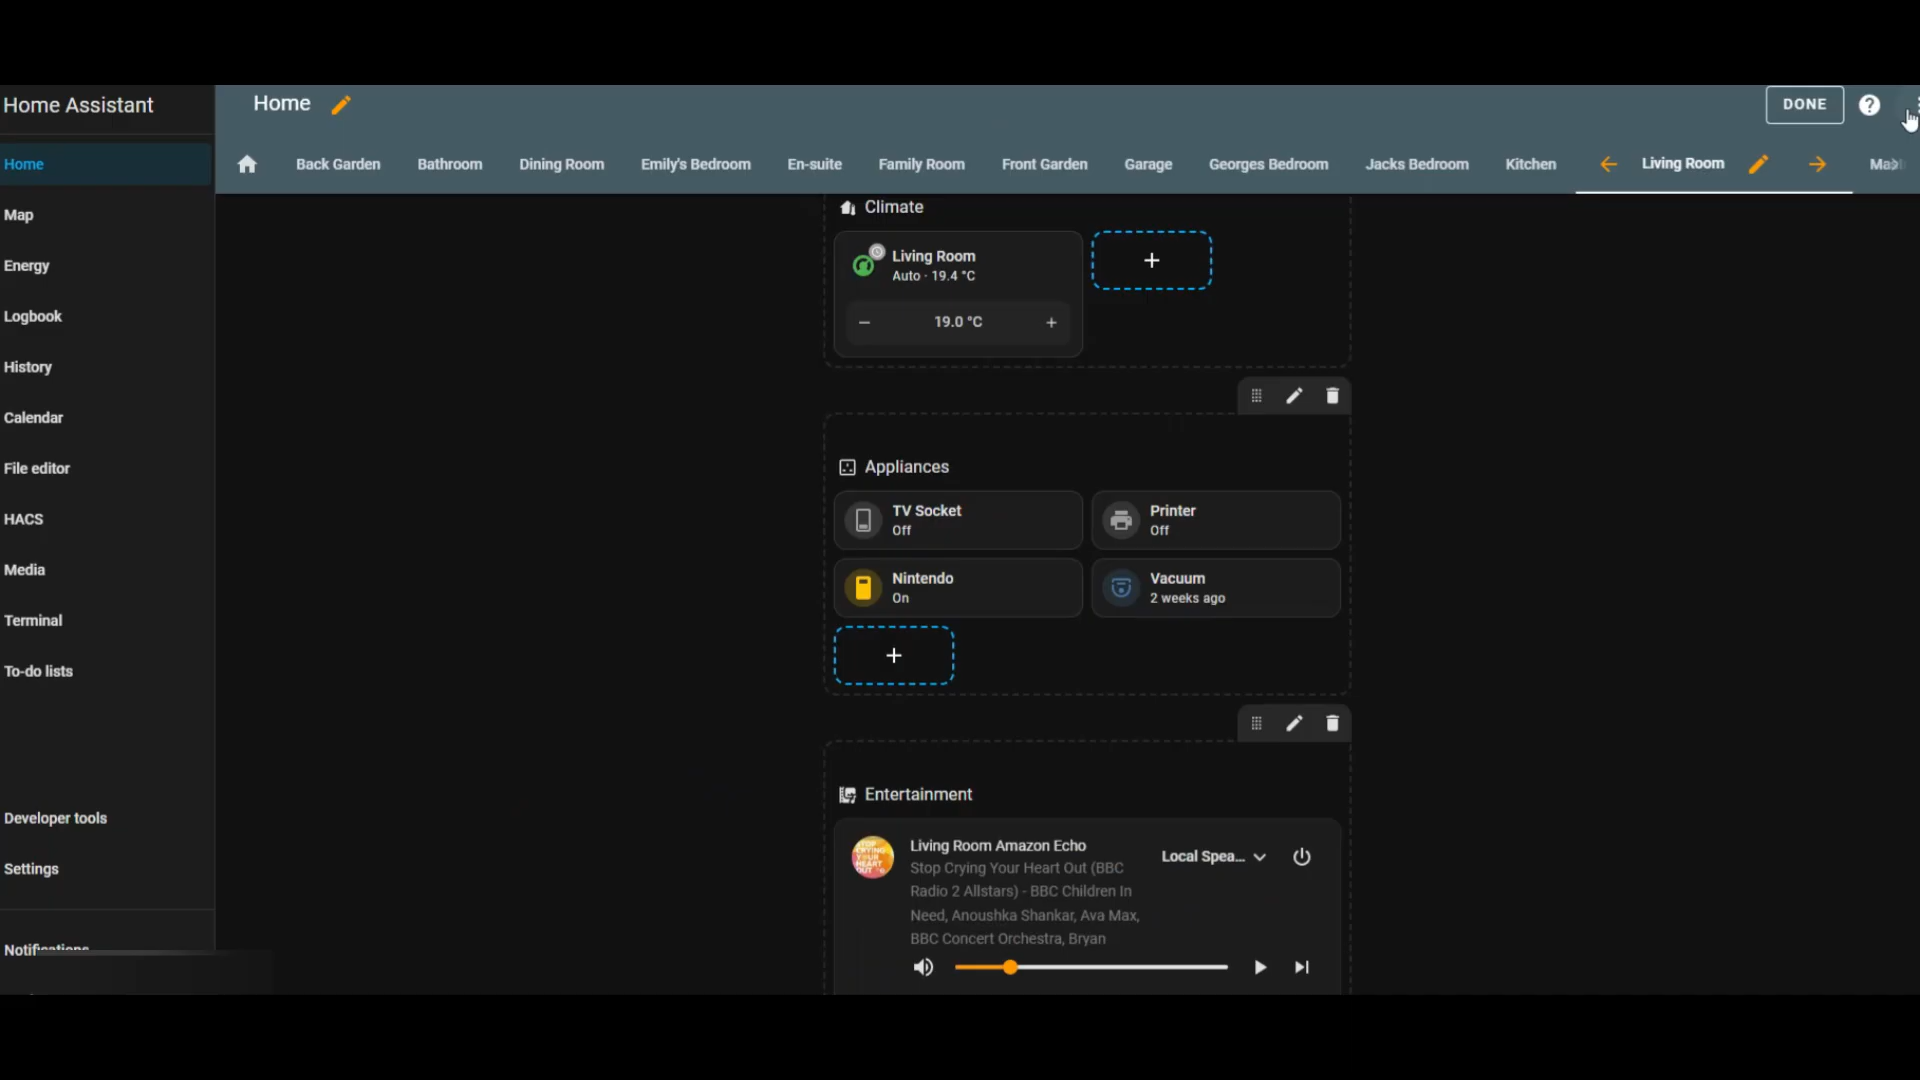 Home Assistant
Home
DONE
Back Garden
Bathroom
Dining Room
Emily's Bedroom
En-suite
Family Room
Front Garden
Garage
Georges Bedroom
Jacks Bedroom
Kitchen
Living Room
Home
Map
Energy
Logbook
History
Calendar
File editor
HACS
Media
Terminal
To-do lists
Developer tools
Settings
Notifications
Climate
Living Room
Auto · 19.4 °C
19.0 °C
Appliances
TV Socket
Off
Printer
Off
Nintendo
On
Vacuum
2 weeks ago
Entertainment
Living Room Amazon Echo
Local Spea...
Stop Crying Your Heart Out (BBC
Radio 2 Allstars) - BBC Children In
Need, Anoushka Shankar, Ava Max,
BBC Concert Orchestra, Bryan